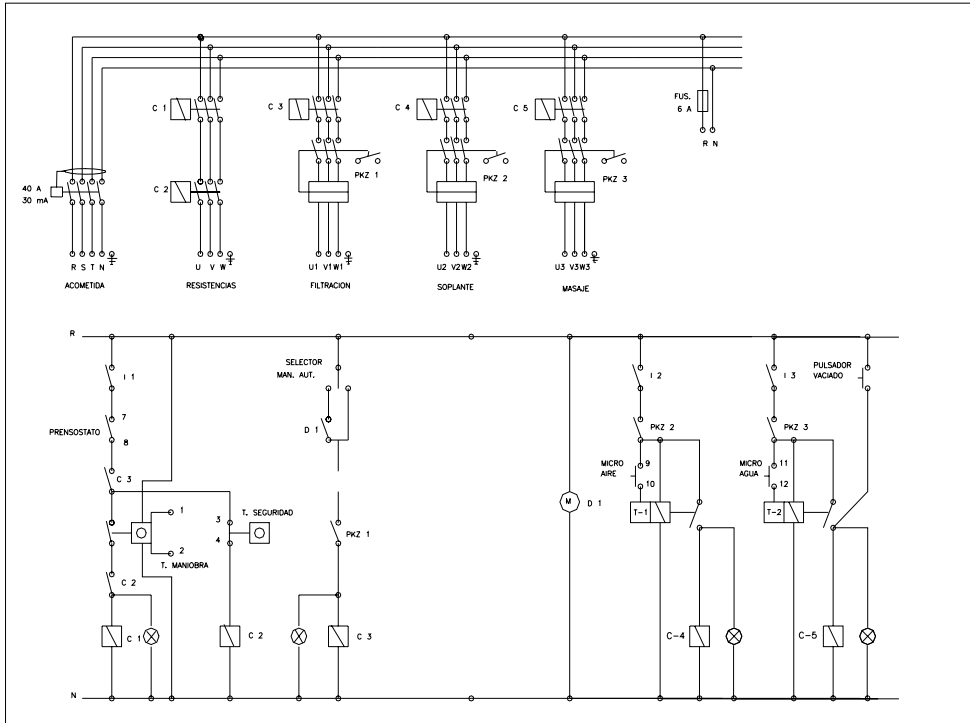 C 1
C 3
C 4
C 5
FUS.
6 A
R N
PKZ 1
PKZ 2
PKZ 3
40 A
30 mA
C 2
R S T N
U V W
U1 V1 W1
U2 V2 W2
U3 V3 W3
ACOMETIDA
RESISTENCIAS
FILTRACION
SOPLANTE
MASAJE
R
I 1
SELECTOR
MAN. AUT.
I 2
I 3
PULSADOR
VACIADO
PRENSOSTATO
7
8
D 1
PKZ 2
PKZ 3
C 3
MICRO
AIRE
9
10
MICRO
AGUA
11
12
1
2
T. MANIOBRA
3
4
T. SEGURIDAD
PKZ 1
M
D 1
T-1
T-2
C 2
C 1
C 2
C 3
C-4
C-5
N